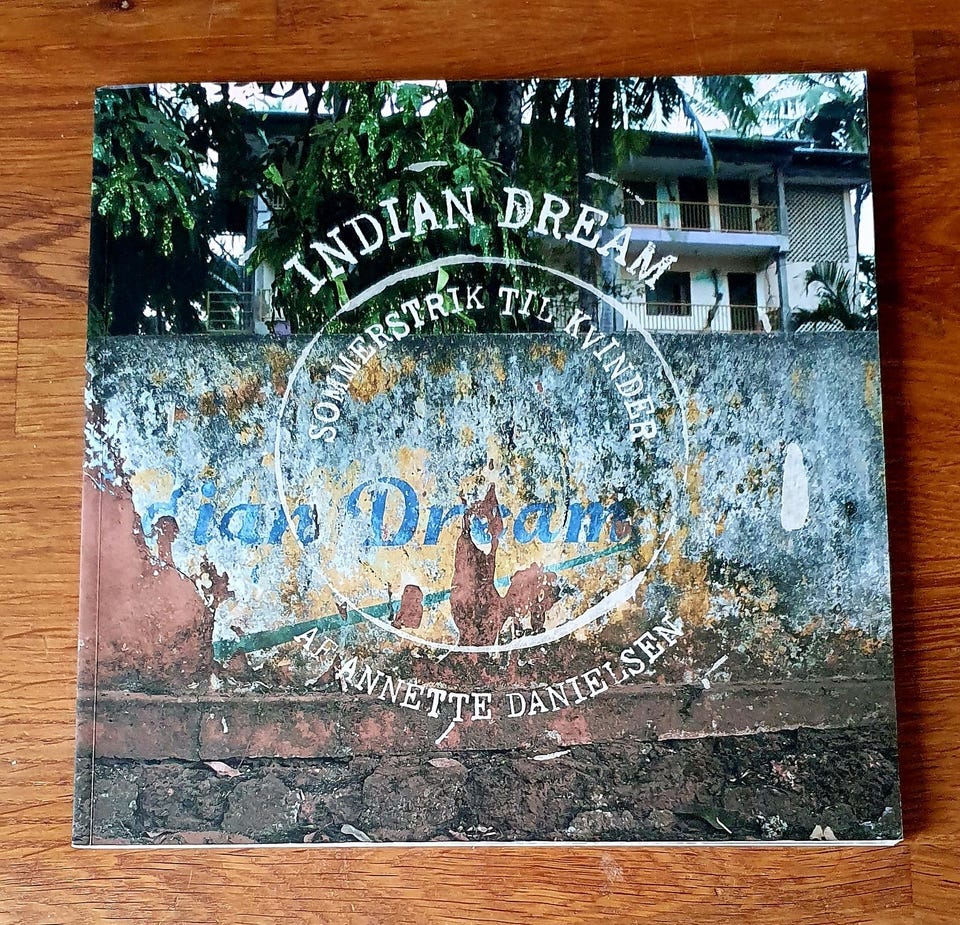 INDIAN DREAM
SOMMERSTRIK TIL KVINDER
dian Dream
AF ANNETTE DANIELSEN